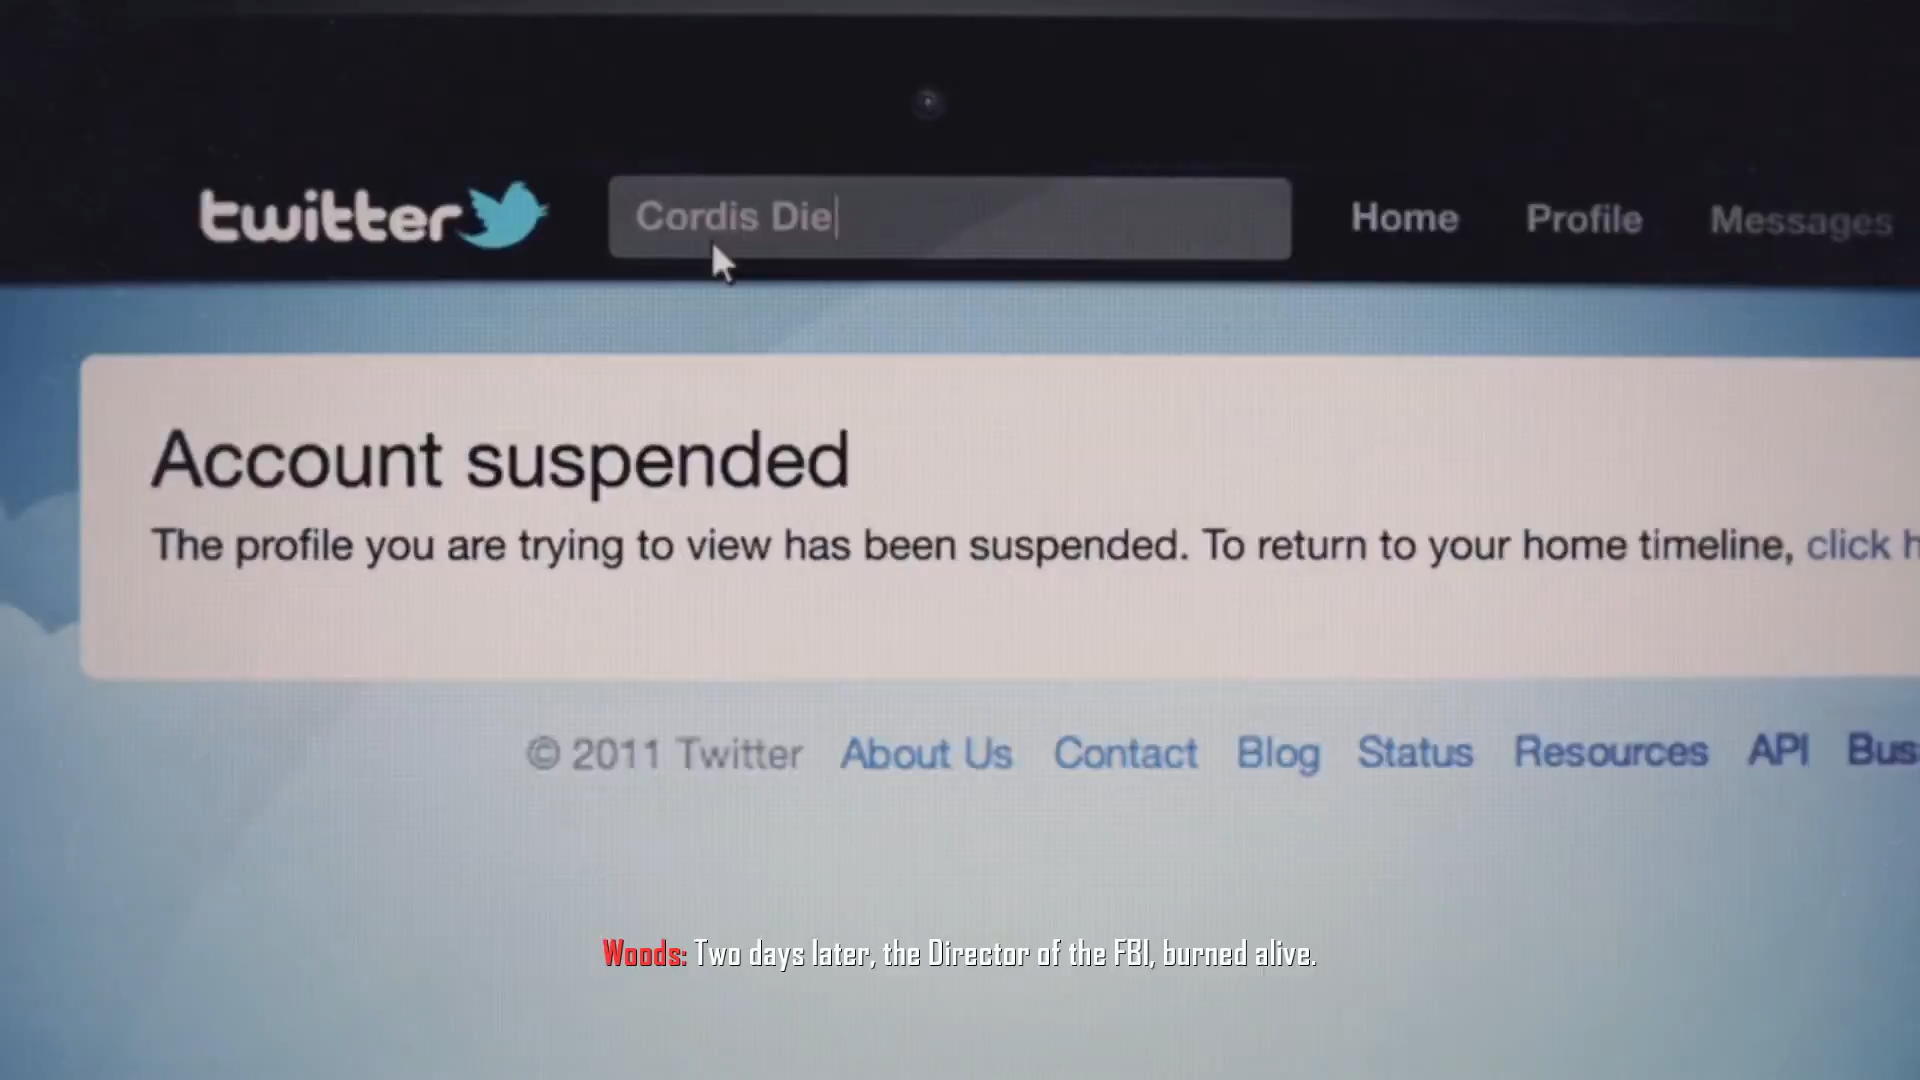 twitter Cordis Die Home Profile Messages
Account suspended
The profile you are trying to view has been suspended. To return to your home timeline, click
© 2011 Twitter About Us Contact Blog Status Resources API
Woods: Two days later, the Director of the FBI, burned alive.